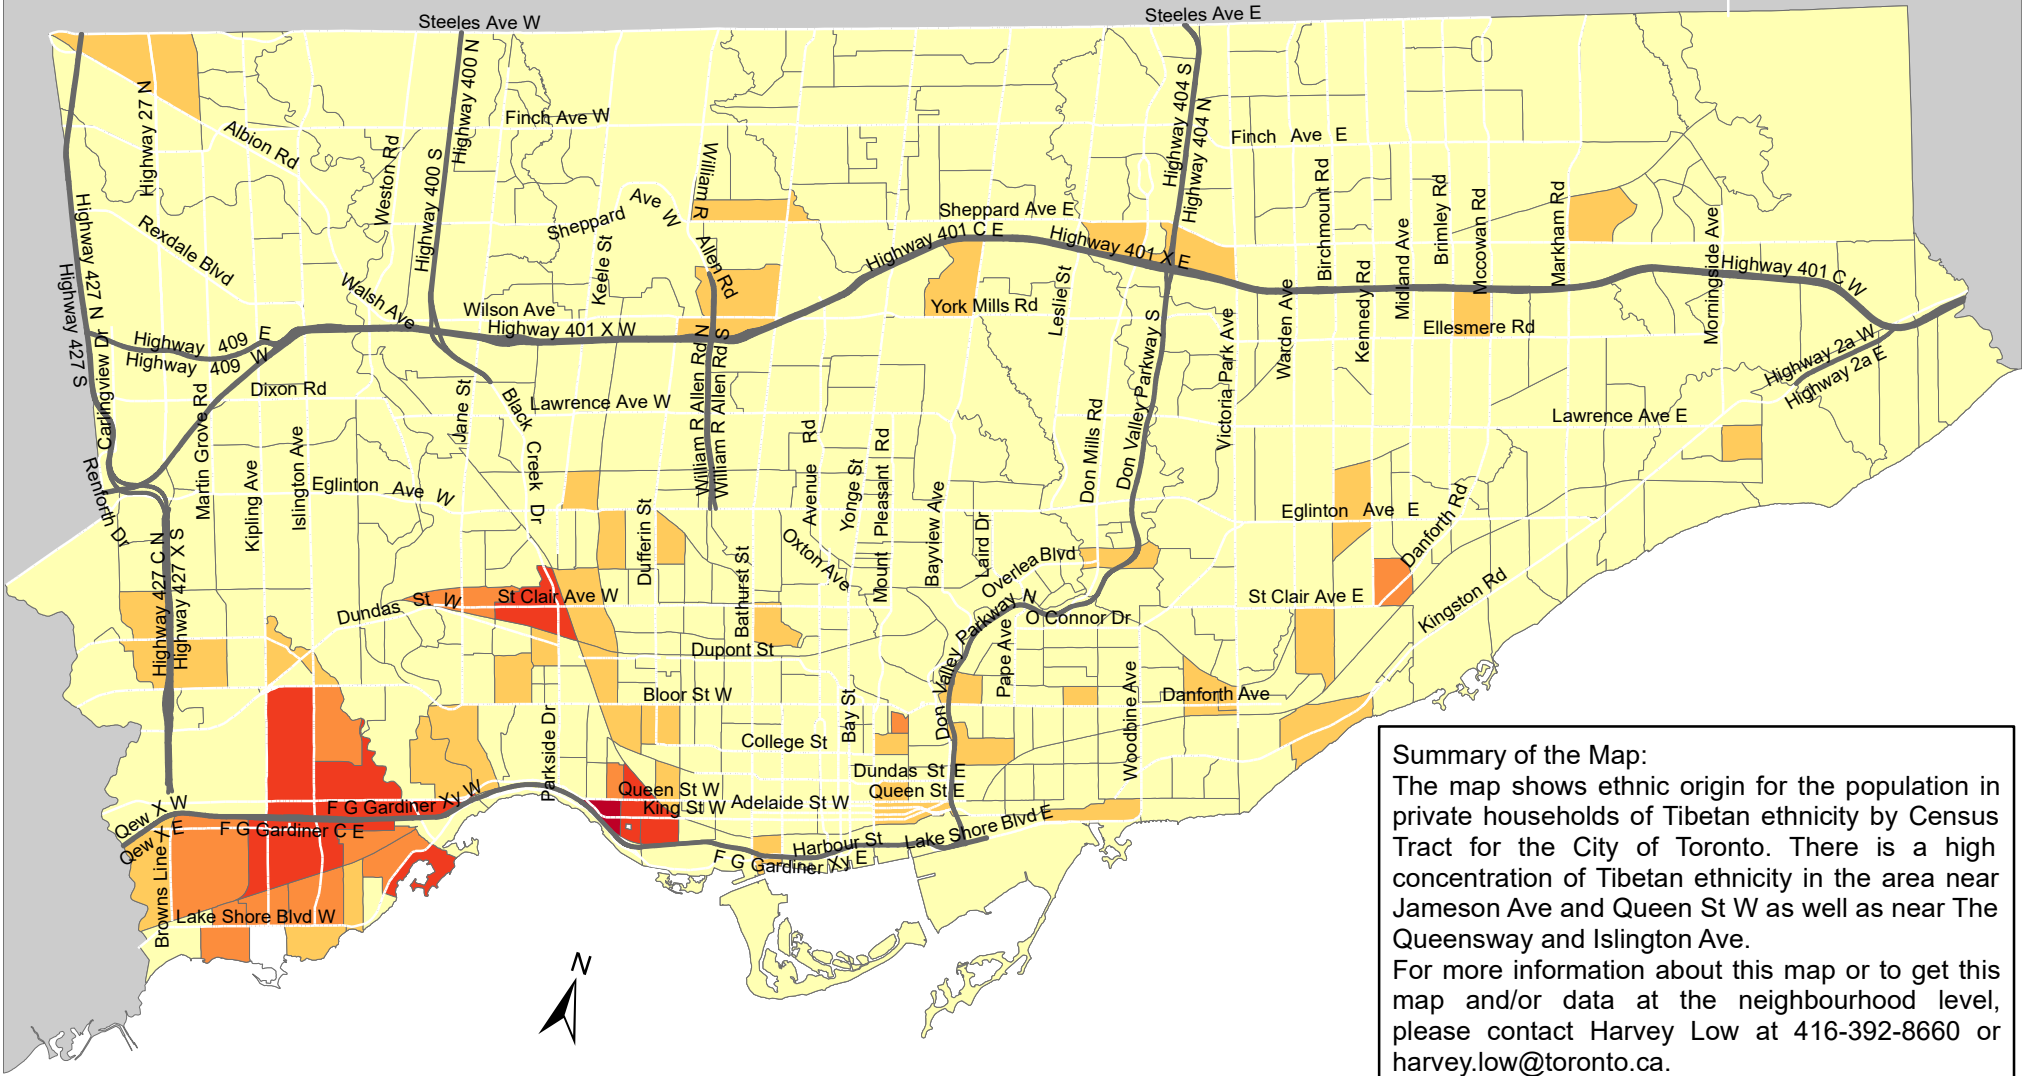 Steeles Ave W
Steeles Ave E
Highway 27 N
Albion Rd
Weston Rd
Highway 400 N
Highway 400 S
Finch Ave W
William R
Allen Rd
Highway 404 S
Highway 404 N
Finch Ave E
Highway 427 N
Highway 427 S
Rexdale Blvd
Sheppard Ave W
Keele St
Sheppard Ave E
Highway 401 C E
Highway 401 X E
Birchmount Rd
Midland Ave
Brimley Rd
Mccowan Rd
Markham Rd
Morningside Ave
Highway 401 C W
Walsh Ave
Wilson Ave
Highway 401 X W
York Mills Rd
Leslie St
Warden Ave
Kennedy Rd
Ellesmere Rd
Highway 2a W
Highway 2a E
Highway 409 E
Highway 409 W
Carlingview Dr
Dixon Rd
Martin Grove Rd
Jane St
Black Creek Dr
Lawrence Ave W
William R Allen Rd N
William R Allen Rd S
Victoria Park Ave
Don Valley Parkway S
Don Mills Rd
Lawrence Ave E
Renforth Dr
Kipling Ave
Islington Ave
Eglinton Ave W
Dufferin St
Bathurst St
Avenue Rd
Yonge St
Mount Pleasant Rd
Bayview Ave
Laird Dr
Oxton Ave
Overlea Blvd
Eglinton Ave E
Danforth Rd
Kingston Rd
Highway 427 C N
Highway 427 X S
Dundas St W
St Clair Ave W
St Clair Ave E
O Connor Dr
Don Valley Parkway N
Pape Ave
Dupont St
Bloor St W
Woodbine Ave
Danforth Ave
Parkside Dr
Bay St
College St
Dundas St E
Queen St E
Queen St W
King St W
Adelaide St W
Qew X W
Qew X E
F G Gardiner Xy W
F G Gardiner C E
Harbour St
Lake Shore Blvd E
F G Gardiner Xy E
Browns Line
Lake Shore Blvd W
N
Summary of the Map:
The map shows ethnic origin for the population in
private households of Tibetan ethnicity by Census
Tract for the City of Toronto. There is a high
concentration of Tibetan ethnicity in the area near
Jameson Ave and Queen St W as well as near The
Queensway and Islington Ave.
For more information about this map or to get this
map and/or data at the neighbourhood level,
please contact Harvey Low at 416-392-8660 or
harvey.low@toronto.ca.